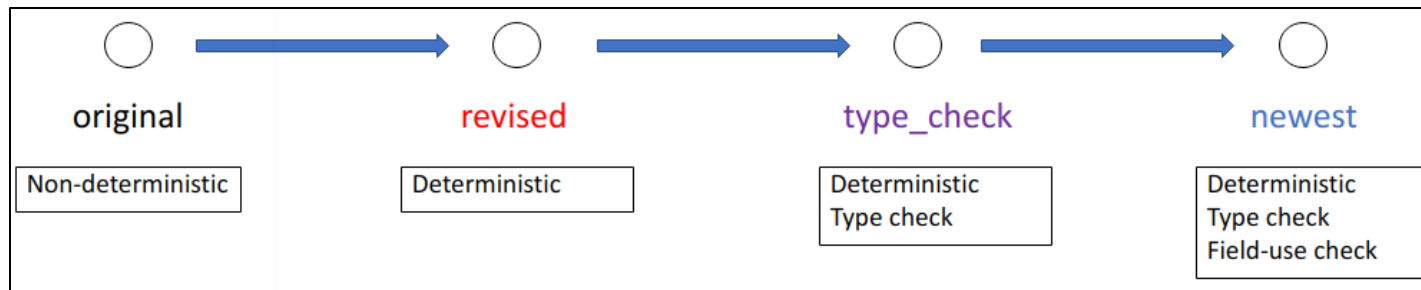 original
revised
type_check
newest
Non-deterministic
Deterministic
Deterministic
Type check
Deterministic
Type check
Field-use check